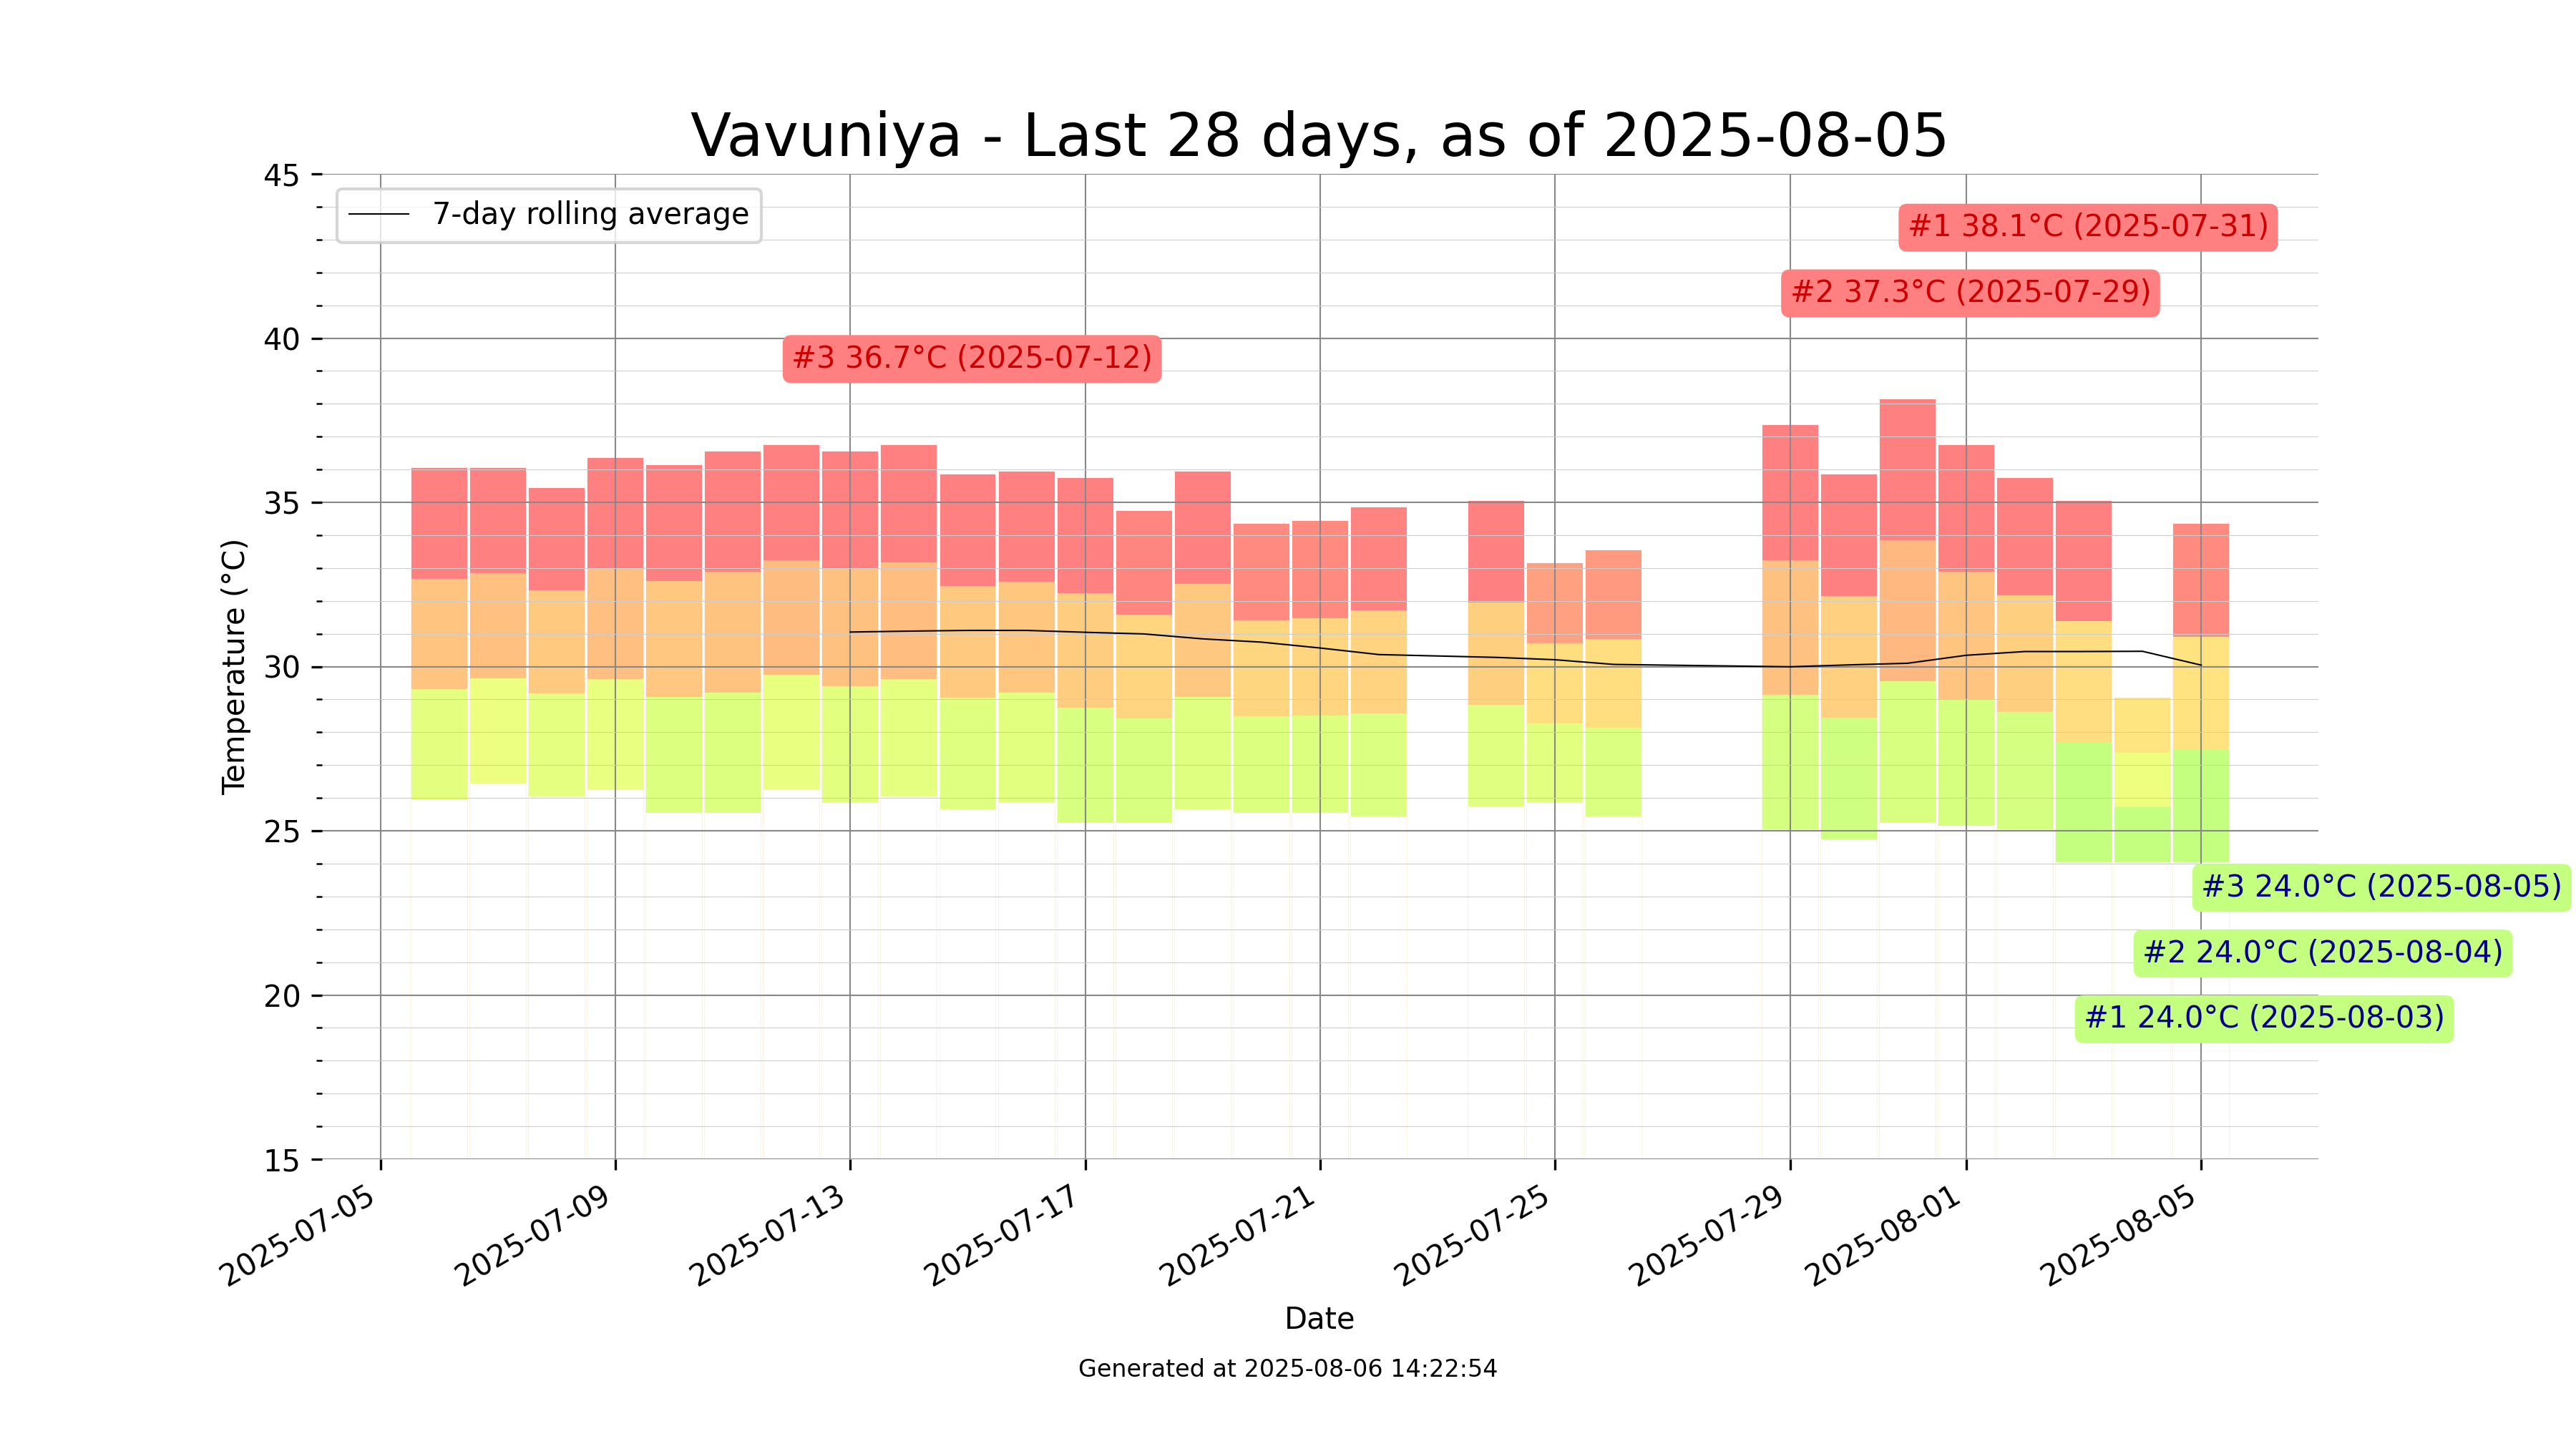 Vavuniya - Last 28 days, as of 2025-08-05
45
7-day rolling average
#1 38.1°C (2025-07-31)
#2 37.3°C (2025-07-29)
40
#3 36.7°C (2025-07-12)
35
Temperature (°C)
30
25
#3 24.0°C (2025-08-05)
#2 24.0°C (2025-08-04)
20
#1 24.0°C (2025-08-03)
15
2025-07-05
2025-07-09
2025-07-13
2025-07-17
2025-07-21
2025-07-25
2025-07-29
2025-08-01
2025-08-05
Date
Generated at 2025-08-06 14:22:54